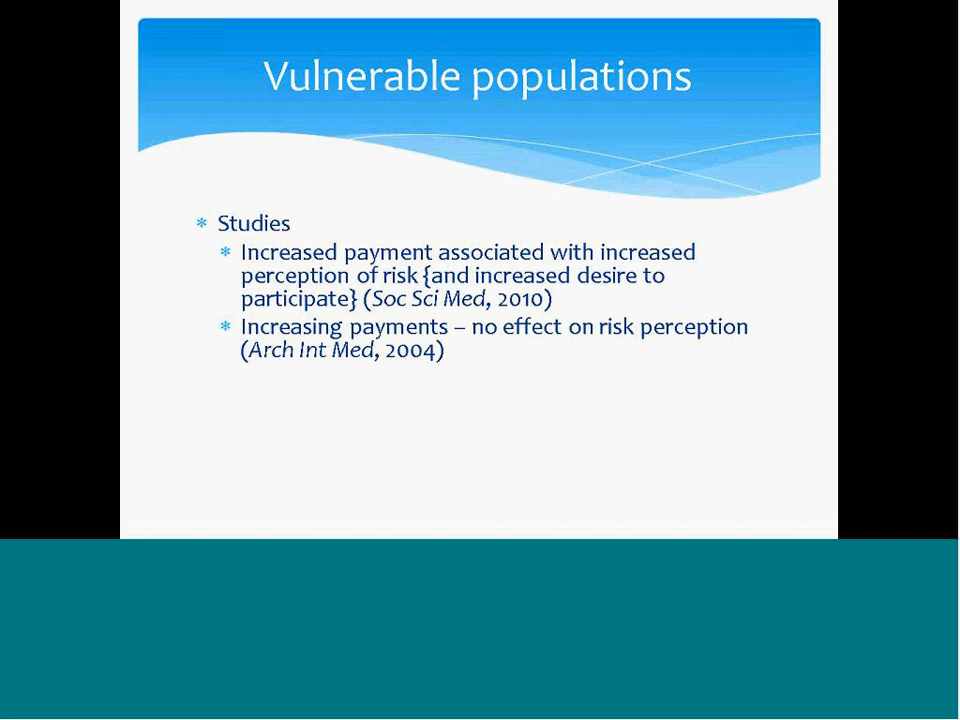 Vulnerable populations
* Studies
* Increased payment associated with increased
perception of risk {and increased desire to
participate} (Soc Sci Med, 2010)
* Increasing payments – no effect on risk perception
(Arch Int Med, 2004)